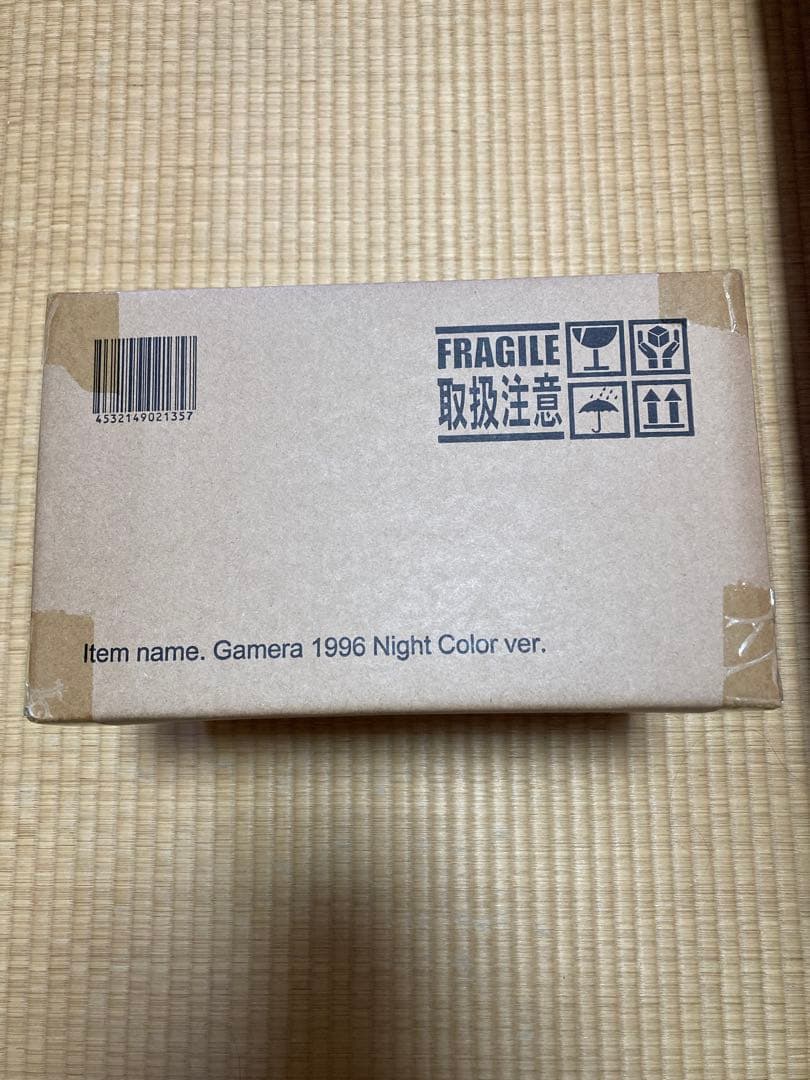 4532149021357
FRAGILE
取扱注意
Item name. Gamera 1996 Night Color ver.